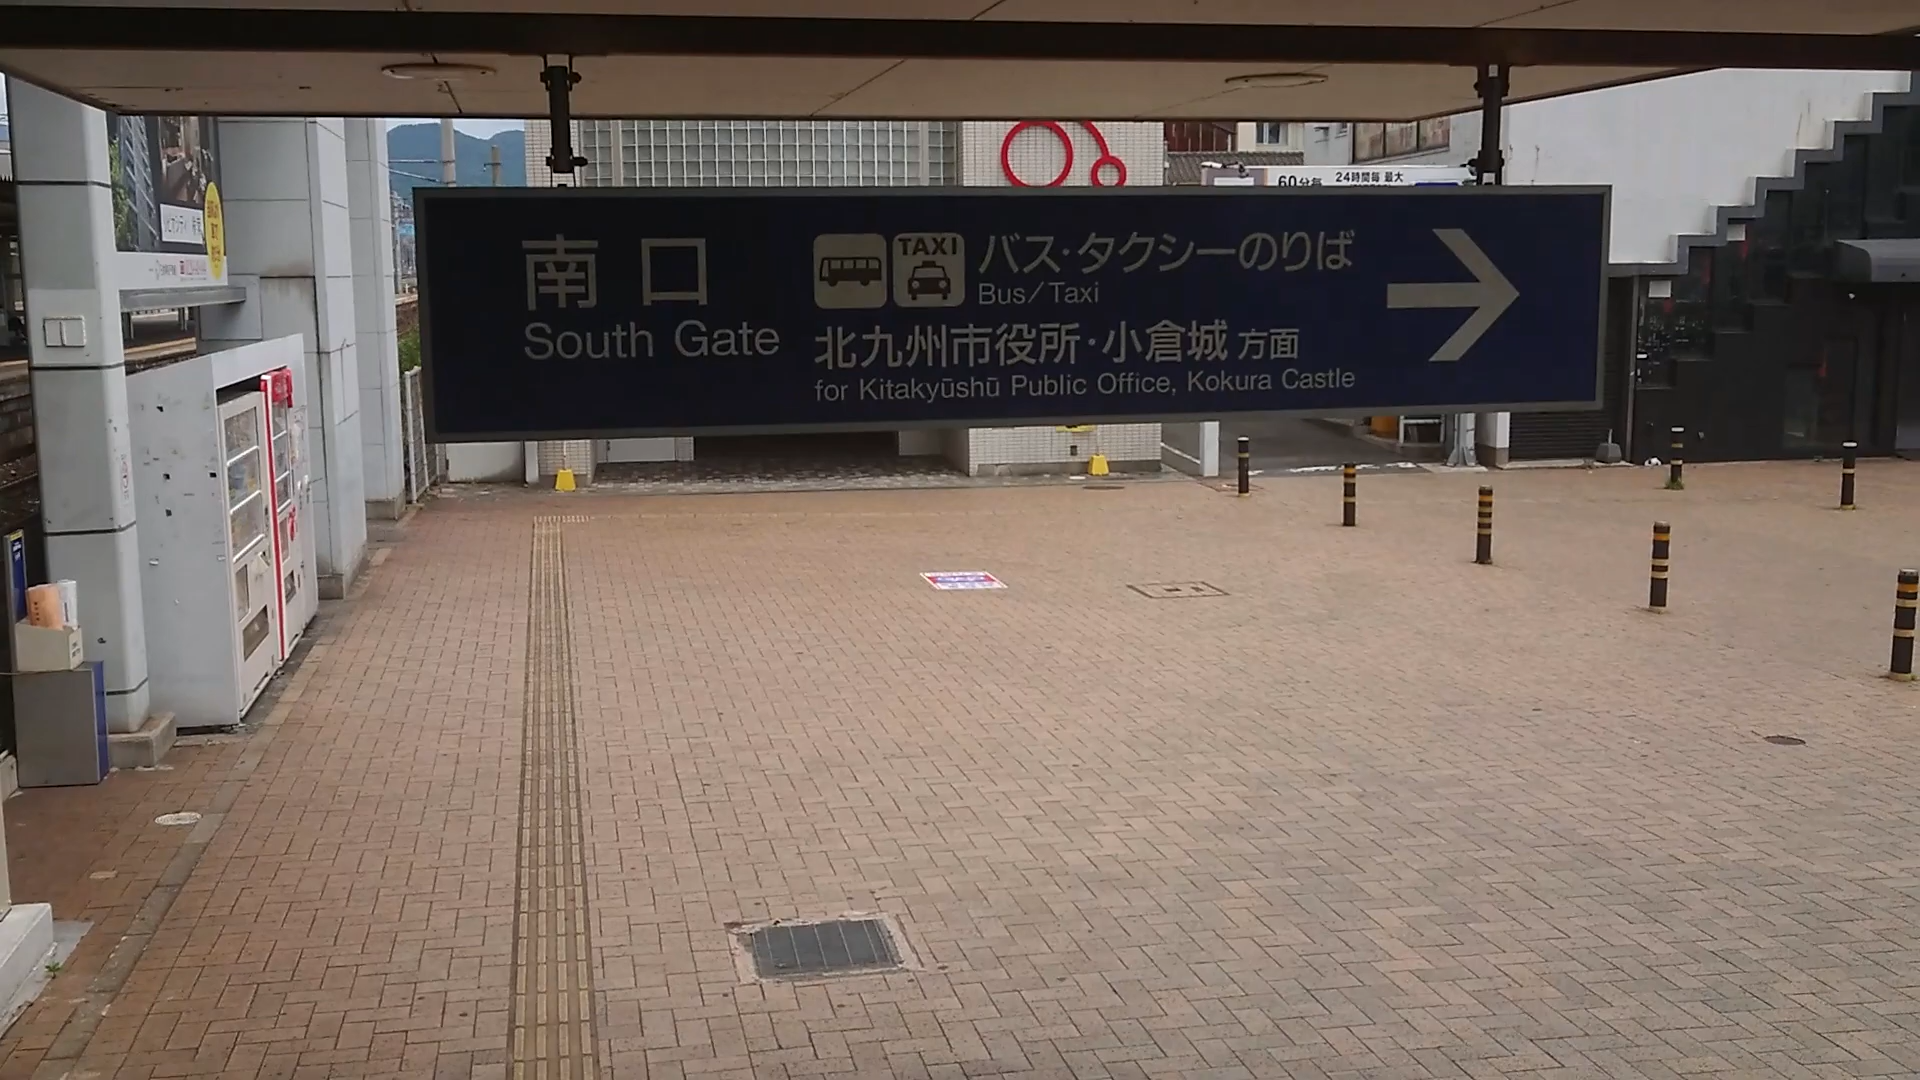 南口
South Gate
TAXI
バス・タクシーのりば
Bus/Taxi
北九州市役所・小倉城 方面
for Kitakyūshū Public Office, Kokura Castle
60分毎
24時間毎 最大